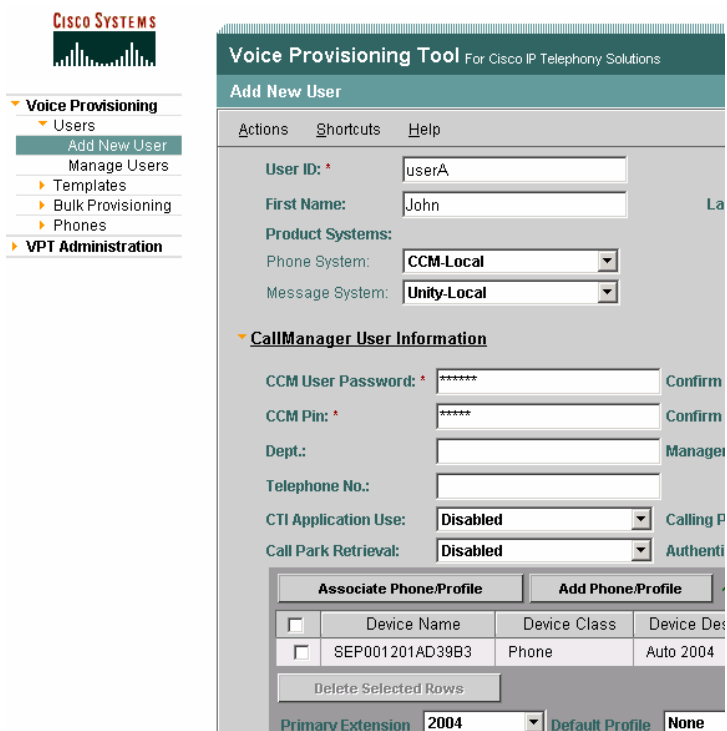 CISCO SYSTEMS
Voice Provisioning
Users
Add New User
Manage Users
Templates
Bulk Provisioning
Phones
VPT Administration
Voice Provisioning Tool For Cisco IP Telephony Solutions
Add New User
Actions Shortcuts Help
User ID: * userA
First Name: John La
Product Systems:
Phone System: CCM-Local
Message System: Unity-Local
CallManager User Information
CCM User Password: * ****** Confirm
CCM Pin: * ***** Confirm
Dept.: Manager
Telephone No.:
CTI Application Use: Disabled Calling P
Call Park Retrieval: Disabled Authenti
Associate Phone/Profile Add Phone/Profile
Device Name Device Class Device Des
SEP001201AD39B3 Phone Auto 2004
Delete Selected Rows
Primary Extension 2004 Default Profile None